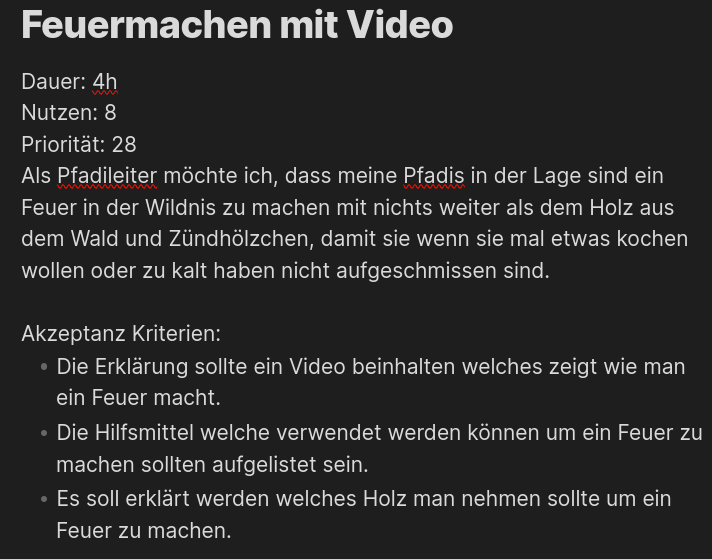 Feuermachen mit Video
Dauer: 4h
Nutzen: 8
Priorität: 28
Als Pfadileiter möchte ich, dass meine Pfadis in der Lage sind ein
Feuer in der Wildnis zu machen mit nichts weiter als dem Holz aus
dem Wald und Zündhölzchen, damit sie wenn sie mal etwas kochen
wollen oder zu kalt haben nicht aufgeschmissen sind.
Akzeptanz Kriterien:
• Die Erklärung sollte ein Video beinhalten welches zeigt wie man
ein Feuer macht.
• Die Hilfsmittel welche verwendet werden können um ein Feuer zu
machen sollten aufgelistet sein.
• Es soll erklärt werden welches Holz man nehmen sollte um ein
Feuer zu machen.